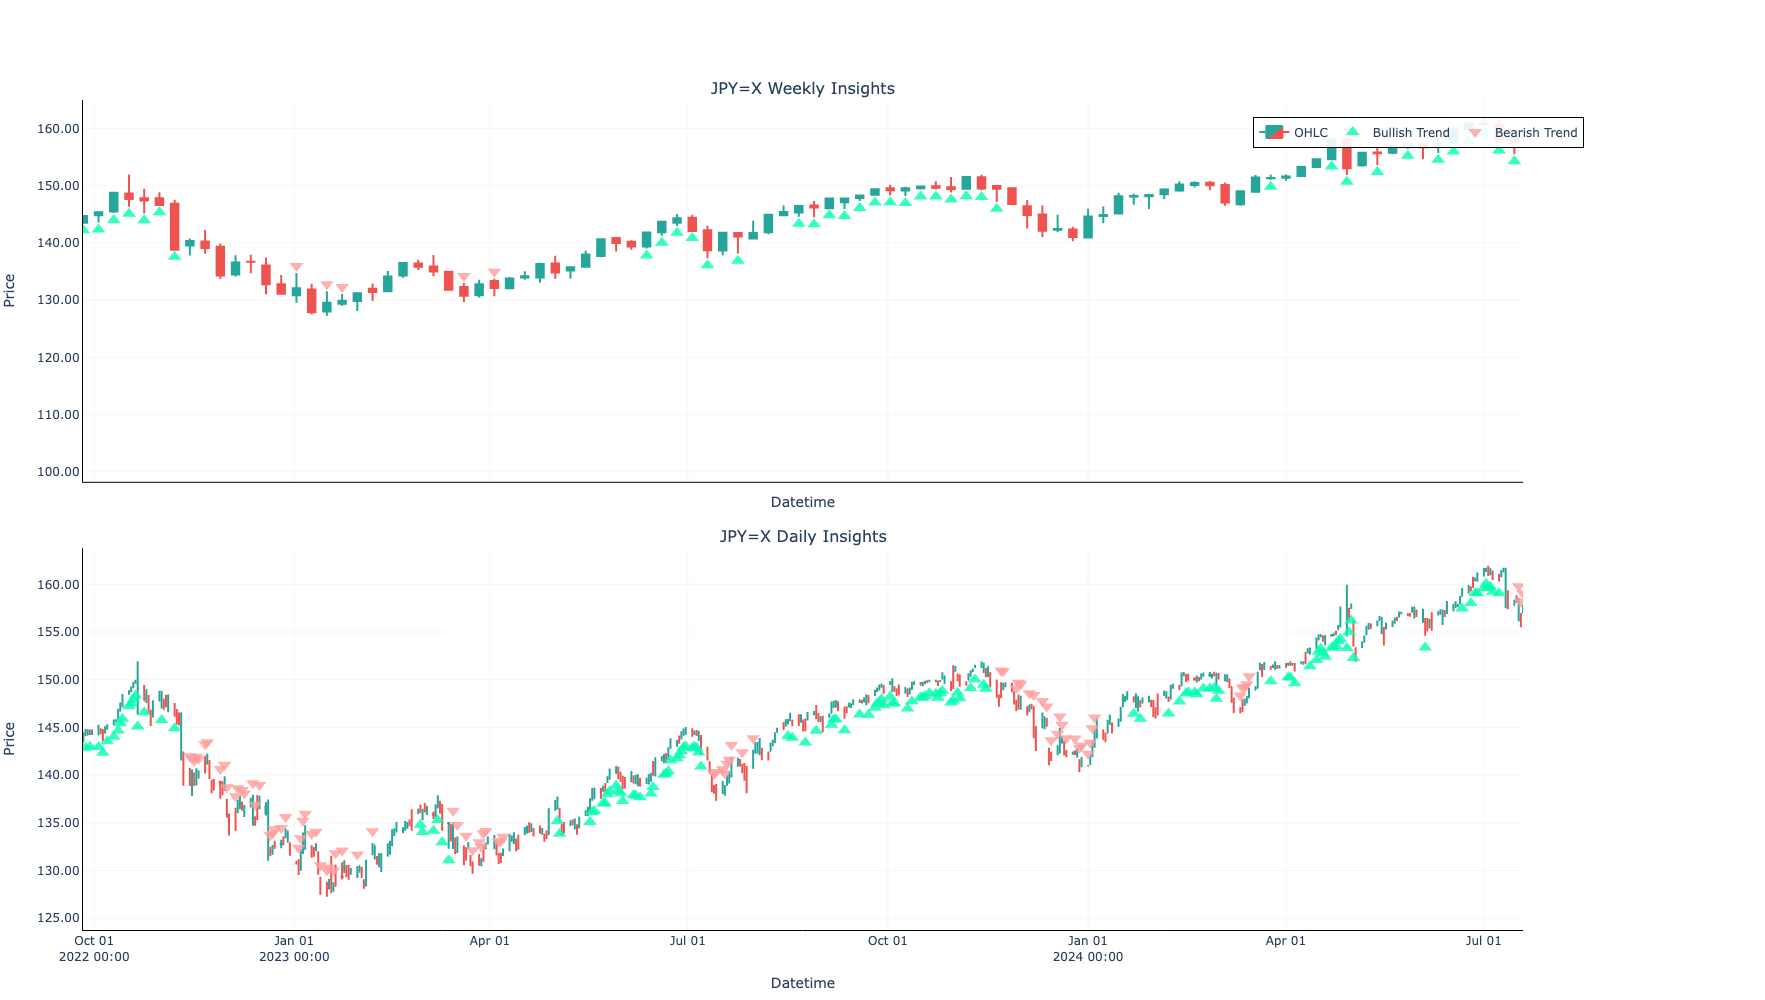 JPY=X Weekly Insights
160.00
150.00
140.00
130.00
120.00
110.00
100.00
Price
OHLC Bullish Trend Bearish Trend
Datetime
JPY=X Daily Insights
160.00
155.00
150.00
145.00
140.00
135.00
130.00
125.00
Price
Oct 01 Jan 01 Apr 01 Jul 01 Oct 01 Jan 01 Apr 01 Jul 01
2022 00:00 2023 00:00 2024 00:00
Datetime